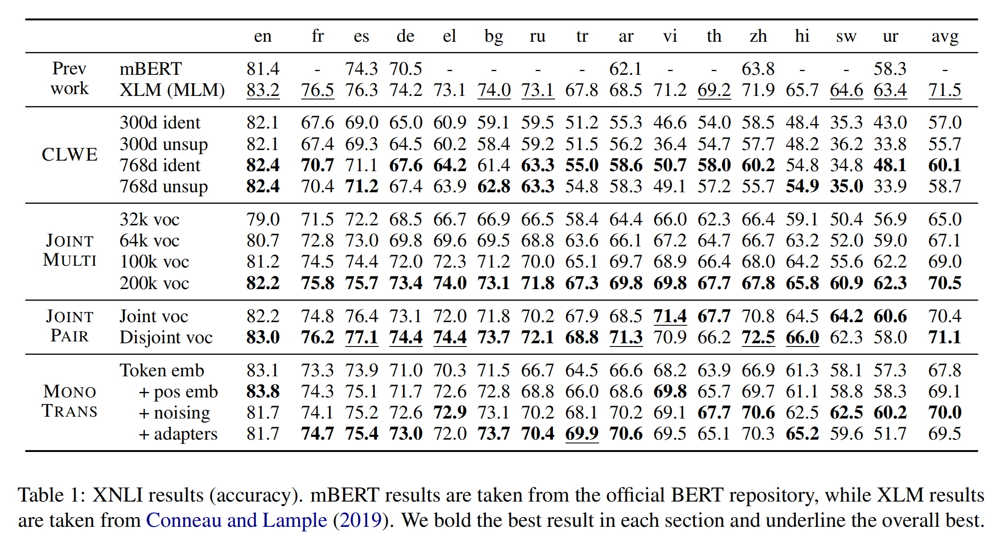 en fr es de el bg ru tr ar vi th zh hi sw ur avg
Prev work
mBERT 81.4 - 74.3 70.5 - - - - 62.1 - - 63.8 - - 58.3 -
XLM (MLM) 83.2 76.5 76.3 74.2 73.1 74.0 73.1 67.8 68.5 71.2 69.2 71.9 65.7 64.6 63.4 71.5
CLWE
300d ident 82.1 67.6 69.0 65.0 60.9 59.1 59.5 51.2 55.3 46.6 54.0 58.5 48.4 35.3 43.0 57.0
300d unsup 82.1 67.4 69.3 64.5 60.2 58.4 59.2 51.5 56.2 36.4 54.7 57.7 48.2 36.2 33.8 55.7
768d ident 82.4 70.7 71.1 67.6 64.2 61.4 63.3 55.0 58.6 50.7 58.0 60.2 54.8 34.8 48.1 60.1
768d unsup 82.4 70.4 71.2 67.4 63.9 62.8 63.3 54.8 58.3 49.1 57.2 55.7 54.9 35.0 33.9 58.7
JOINT MULTI
32k voc 79.0 71.5 72.2 68.5 66.7 66.9 66.5 58.4 64.4 66.0 62.3 66.4 59.1 50.4 56.9 65.0
64k voc 80.7 72.8 73.0 69.8 69.6 69.5 68.8 63.6 66.1 67.2 64.7 66.7 63.2 52.0 59.0 67.1
100k voc 81.2 74.5 74.4 72.0 72.3 71.2 70.0 65.1 69.7 68.9 66.4 68.0 64.2 55.6 62.2 69.0
200k voc 82.2 75.8 75.7 73.4 74.0 73.1 71.8 67.3 69.8 69.8 67.7 67.8 65.8 60.9 62.3 70.5
JOINT PAIR
Joint voc 82.2 74.8 76.4 73.1 72.0 71.8 70.2 67.9 68.5 71.4 67.7 70.8 64.5 64.2 60.6 70.4
Disjoint voc 83.0 76.2 77.1 74.4 74.4 73.7 72.1 68.8 71.3 70.9 66.2 72.5 66.0 62.3 58.0 71.1
MONO TRANS
Token emb 83.1 73.3 73.9 71.0 70.3 71.5 66.7 64.5 66.6 68.2 63.9 66.9 61.3 58.1 57.3 67.8
+ pos emb 83.8 74.3 75.1 71.7 72.6 72.8 68.8 66.0 68.6 69.8 65.7 69.7 61.1 58.8 58.3 69.1
+ noising 81.7 74.1 75.2 72.6 72.9 73.1 70.2 68.1 70.2 69.1 67.7 70.6 62.5 62.5 60.2 70.0
+ adapters 81.7 74.7 75.4 73.0 72.0 73.7 70.4 69.9 70.6 69.5 65.1 70.3 65.2 59.6 51.7 69.5
Table 1: XNLI results (accuracy). mBERT results are taken from the official BERT repository, while XLM results
are taken from Conneau and Lample (2019). We bold the best result in each section and underline the overall best.